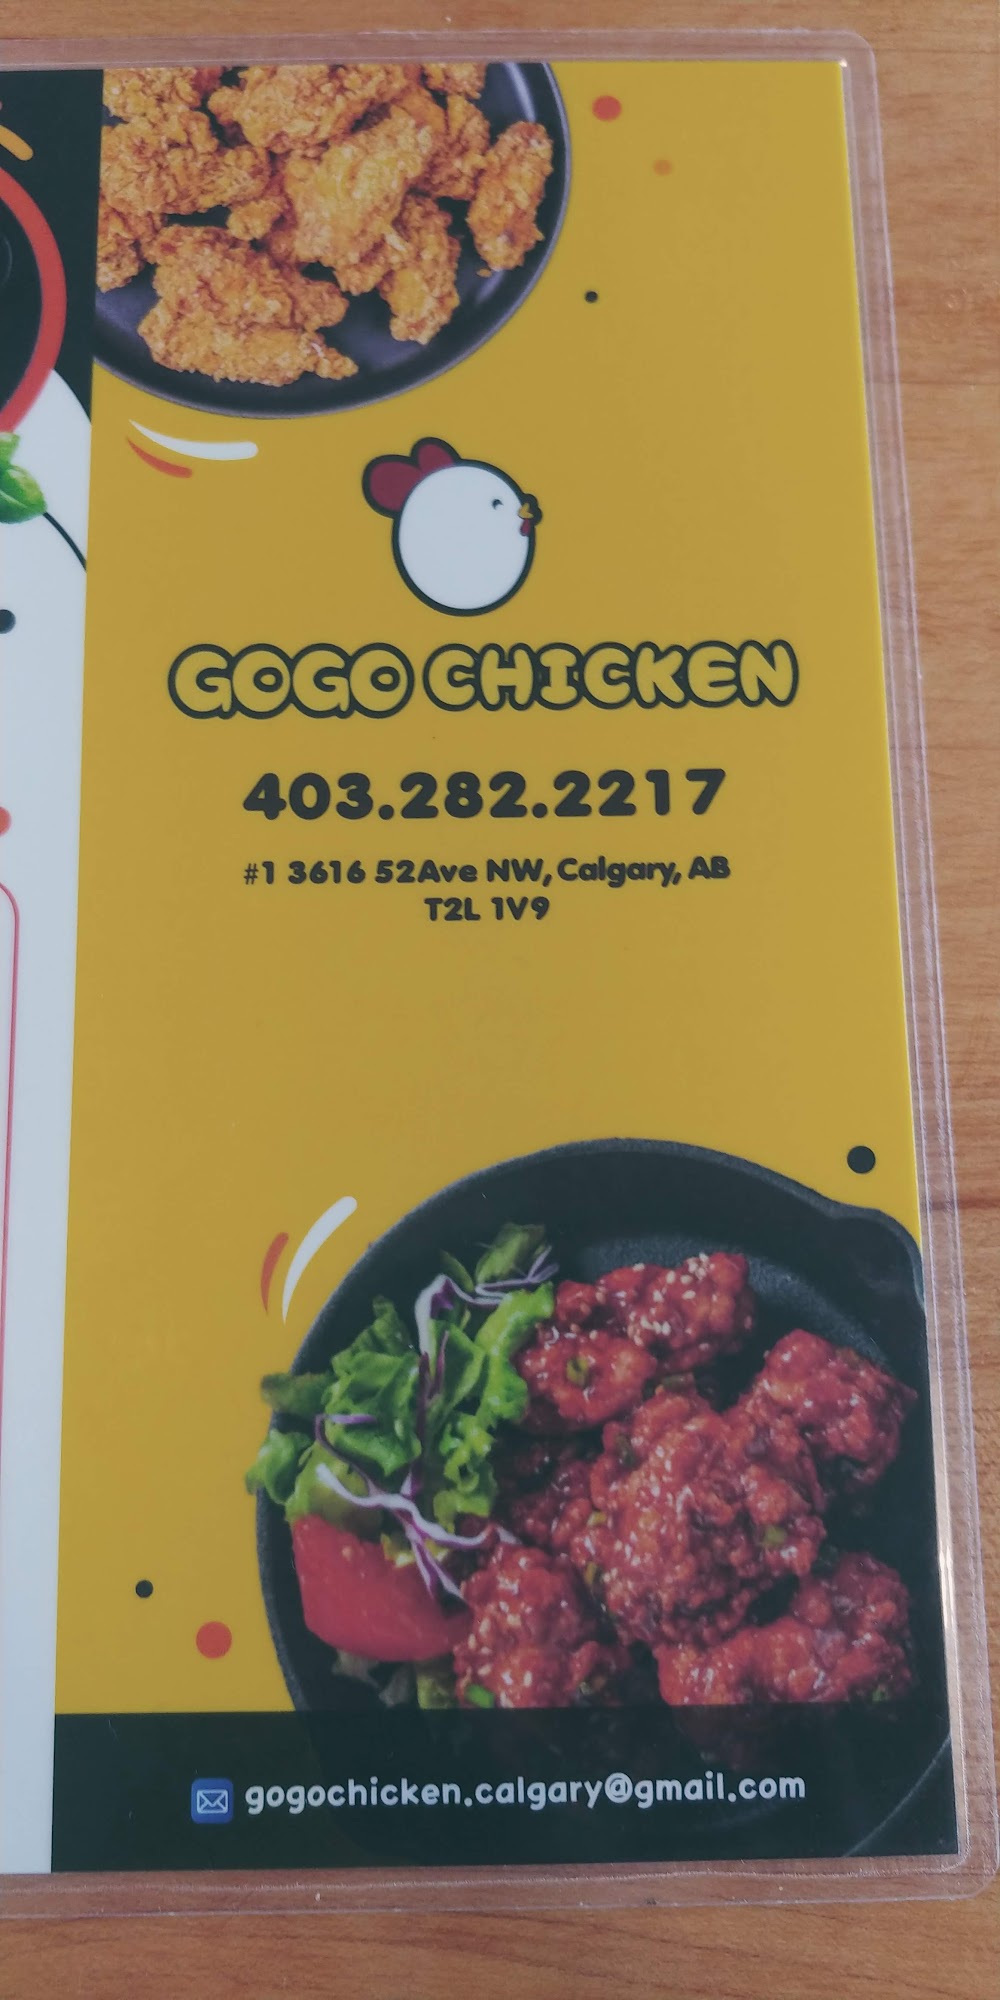 GOGO CHICKEN
403.282.2217
#1 3616 52Ave NW, Calgary, AB
T2L 1V9
gogochicken.calgary@gmail.com